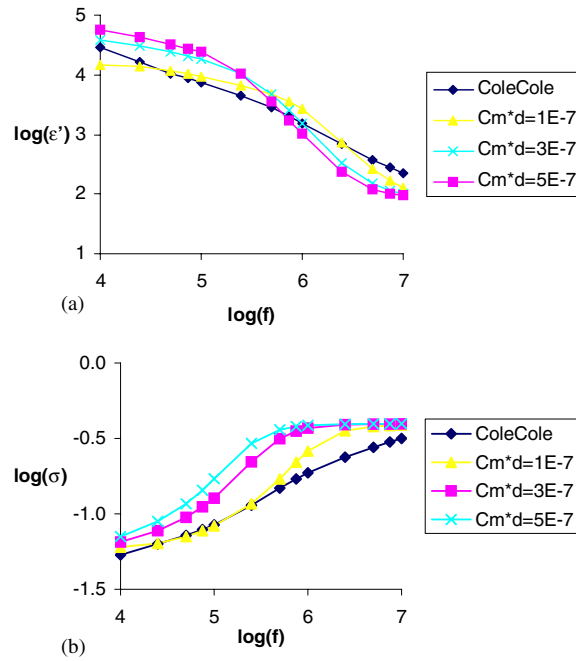 5
4
log(ε')
3
2
1
4 5 6 7
(a)
log(f)
ColeCole
Cm*d=1E-7
Cm*d=3E-7
Cm*d=5E-7
0.0
-0.5
log(σ)
-1.0
-1.5
4 5 6 7
(b)
log(f)
ColeCole
Cm*d=1E-7
Cm*d=3E-7
Cm*d=5E-7